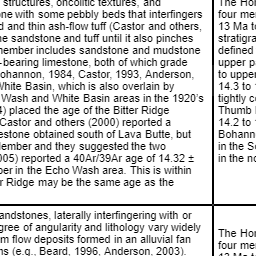 structures, oncolitic textures, and
one with some pebbly beds that interfingers
d and thin ash-flow tuff (Castor and others,
e sandstone and tuff until it also pinches
nember includes sandstone and mudstone
-bearing limestone, both of which grade
ohannon, 1984, Castor, 1993, Anderson,
White Basin, which is also overlain by
Wash and White Basin areas in the 1920's
4) placed the age of the Bitter Ridge
Castor and others (2000) reported a
estone obtained south of Lava Butte, but
ember and they suggested the two
005) reported a 40Ar/39Ar age of 14.32 ±
ber in the Echo Wash area. This is within
r Ridge may be the same age as the
andstones, laterally interfingering with or
gree of angularity and lithology vary widely
m flow deposits formed in an alluvial fan
ns (e.g., Beard, 1996, Anderson, 2003).
The Hor
four mer
13 Ma to
stratigra
defined
upper p
to upper
14.3 to
tightly c
Thumb
14.2 to
Bohann
in the S
in the no
The Hor
four mer